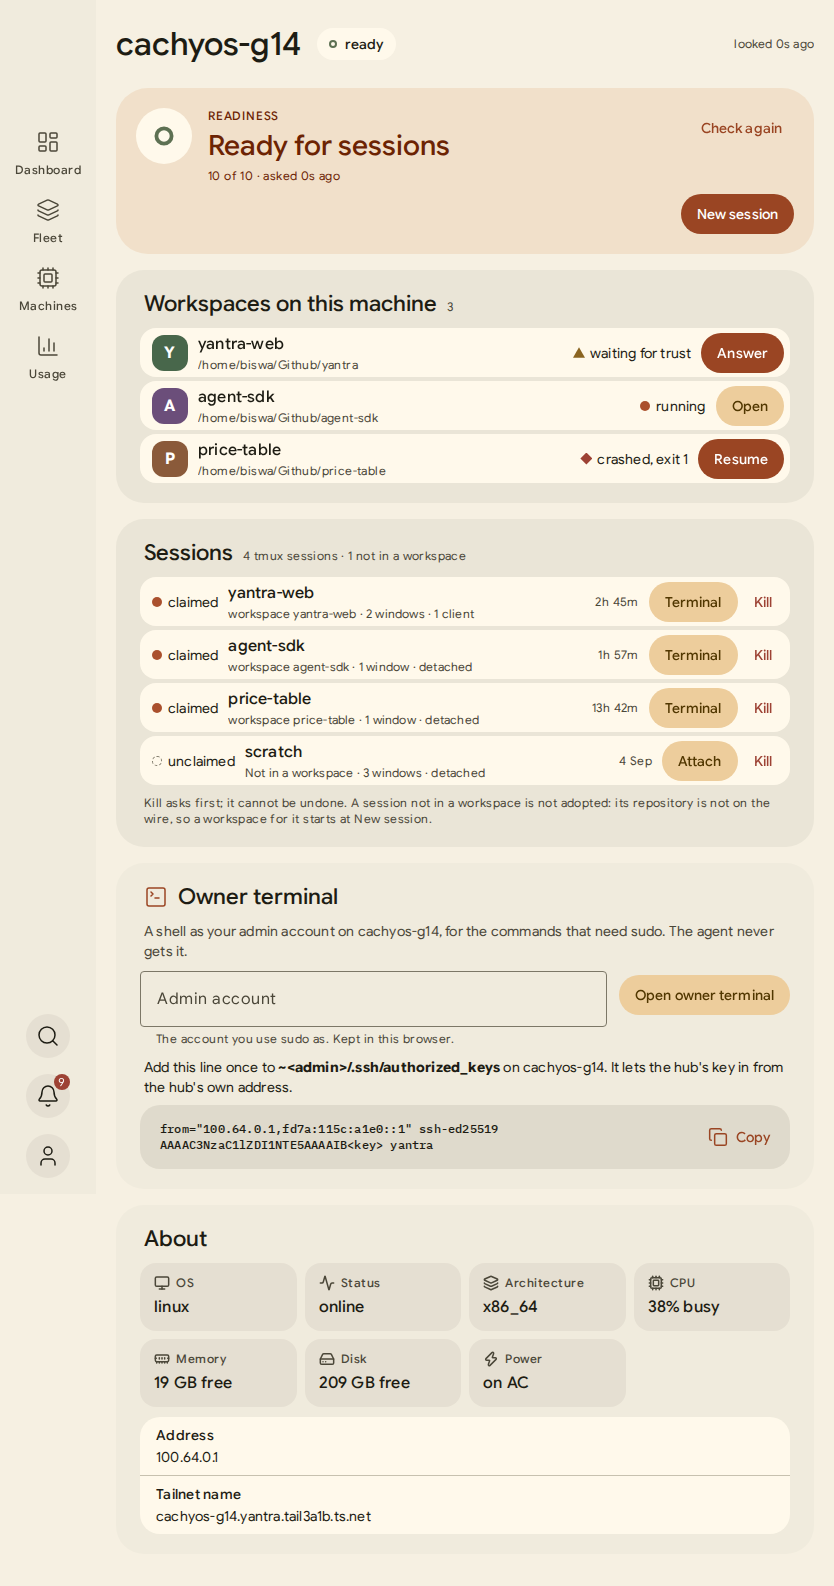 cachyos-g14
ready
looked 0s ago
Dashboard
Fleet
Machines
Usage
9
READINESS
Ready for sessions
10 of 10 · asked 0s ago
Check again
New session
Workspaces on this machine 3
Y
yantra-web
/home/biswa/Github/yantra
waiting for trust
Answer
A
agent-sdk
/home/biswa/Github/agent-sdk
running
Open
P
price-table
/home/biswa/Github/price-table
crashed, exit 1
Resume
Sessions 4 tmux sessions · 1 not in a workspace
claimed
yantra-web
workspace yantra-web · 2 windows · 1 client
2h 45m
Terminal
Kill
claimed
agent-sdk
workspace agent-sdk · 1 window · detached
1h 57m
Terminal
Kill
claimed
price-table
workspace price-table · 1 window · detached
13h 42m
Terminal
Kill
unclaimed
scratch
Not in a workspace · 3 windows · detached
4 Sep
Attach
Kill
Kill asks first; it cannot be undone. A session not in a workspace is not adopted: its repository is not on the
wire, so a workspace for it starts at New session.
Owner terminal
A shell as your admin account on cachyos-g14, for the commands that need sudo. The agent never
gets it.
Admin account
Open owner terminal
The account you use sudo as. Kept in this browser.
Add this line once to ~<admin>/.ssh/authorized_keys on cachyos-g14. It lets the hub's key in from
the hub's own address.
from="100.64.0.1,fd7a:115c:a1e0::1" ssh-ed25519
AAAAC3NzaC1lZDI1NTE5AAAAIB<key> yantra
Copy
About
OS
linux
Status
online
Architecture
x86_64
CPU
38% busy
Memory
19 GB free
Disk
209 GB free
Power
on AC
Address
100.64.0.1
Tailnet name
cachyos-g14.yantra.tail3a1b.ts.net